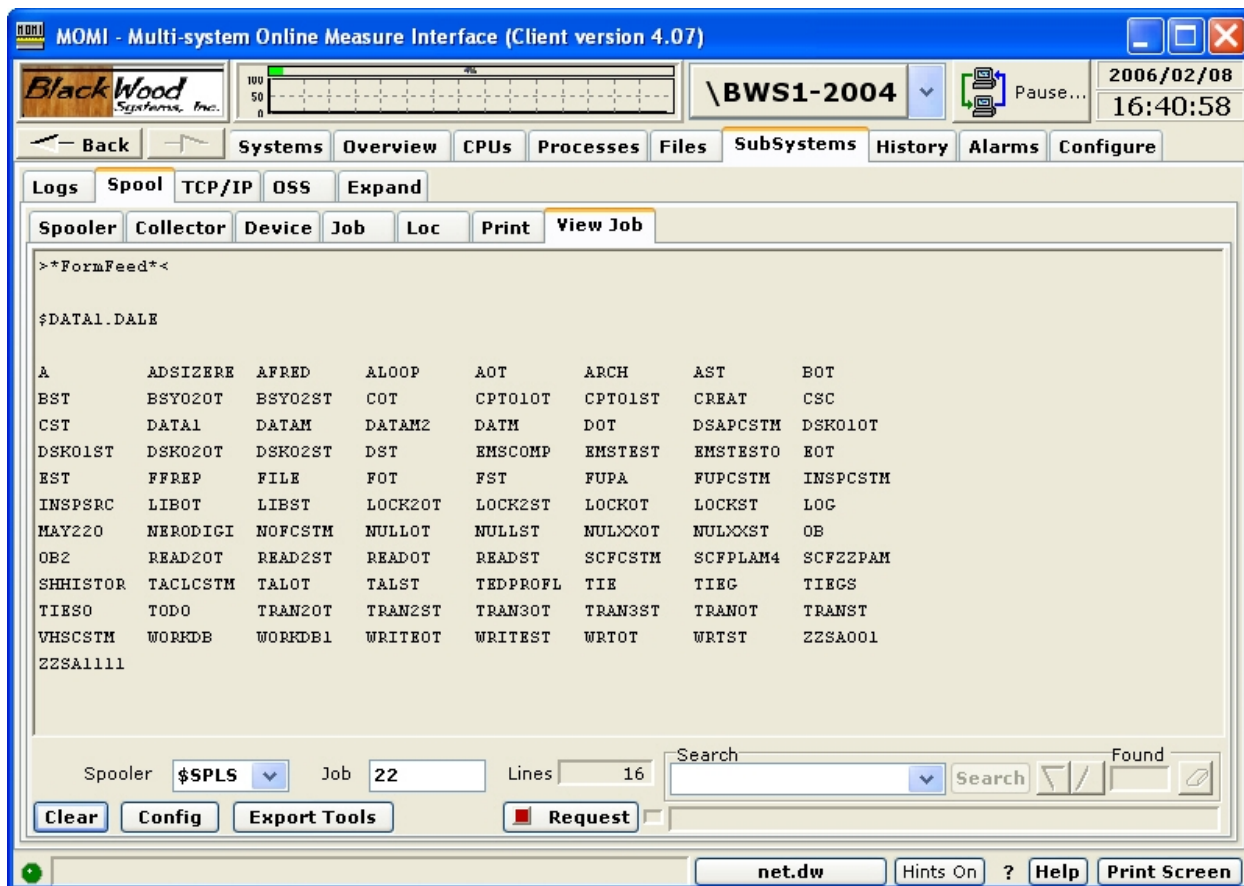 MOMI MOMI - Multi-system Online Measure Interface (Client version 4.07)
BlackWood Systems, Inc.
100 50 0
4%
\BWS1-2004
Pause...
2006/02/08
16:40:58
Back Systems Overview CPUs Processes Files SubSystems History Alarms Configure
Logs Spool TCP/IP OSS Expand
Spooler Collector Device Job Loc Print View Job
>*FormFeed*<
$DATA1.DALE
A ADSIZERE AFRED ALOOP AOT ARCH AST BOT
BST BSY02OT BSY02ST COT CPTO1OT CPTO1ST CREAT CSC
CST DATA1 DATAM DATAM2 DATM DOT DSAPCSTM DSK01OT
DSK01ST DSK02OT DSK02ST DST EMSCOMP EMSTEST EMSTESTO EOT
EST FFREP FILE FOT FST FUPA FUPCSTM INSPCSTM
INSPSRC LIBOT LIBST LOCK2OT LOCK2ST LOCKOT LOCKST LOG
MAY220 NERODIGI NOFCSTM NULLOT NULLST NULXXOT NULXXST OB
OB2 READ2OT READ2ST READOT READST SCFCSTM SCFPLAM4 SCFZZPAM
SHHISTOR TACLCSTM TALOT TALST TEDPROFL TIE TIEG TIEGS
TIESO TODO TRAN2OT TRAN2ST TRAN3OT TRAN3ST TRANOT TRANST
VHSCSTM WORKDB WORKDB1 WRITEOT WRITEST WRTOT WRTST ZZSA001
ZZSA1111
Spooler $SPLS Job 22 Lines 16 Search Search Found
Clear Config Export Tools Request
net.dw Hints On ? Help Print Screen